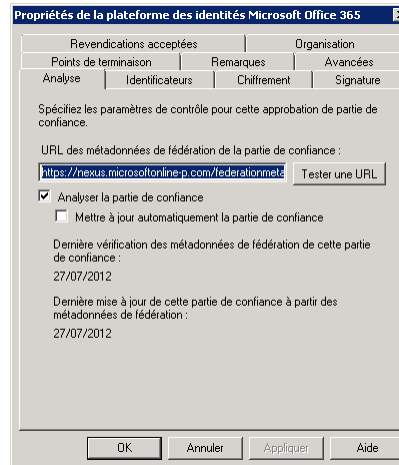 Propriétés de la plateforme des identités Microsoft Office 365
Revendications acceptées Organisation
Points de terminaison Remarques Avancées
Analyse Identificateurs Chiffrement Signature
Spécifiez les paramètres de contrôle pour cette approbation de partie de
confiance.
URL des métadonnées de fédération de la partie de confiance :
https://nexus.microsoftonline-p.com/federationmeta Tester une URL
Analyser la partie de confiance
Mettre à jour automatiquement la partie de confiance
Dernière vérification des métadonnées de fédération de cette partie
de confiance :
27/07/2012
Dernière mise à jour de cette partie de confiance à partir des
métadonnées de fédération :
27/07/2012
OK Annuler Appliquer Aide